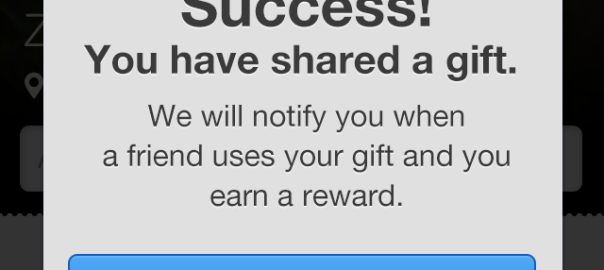 Success!
You have shared a gift.
We will notify you when
a friend uses your gift and you
earn a reward.